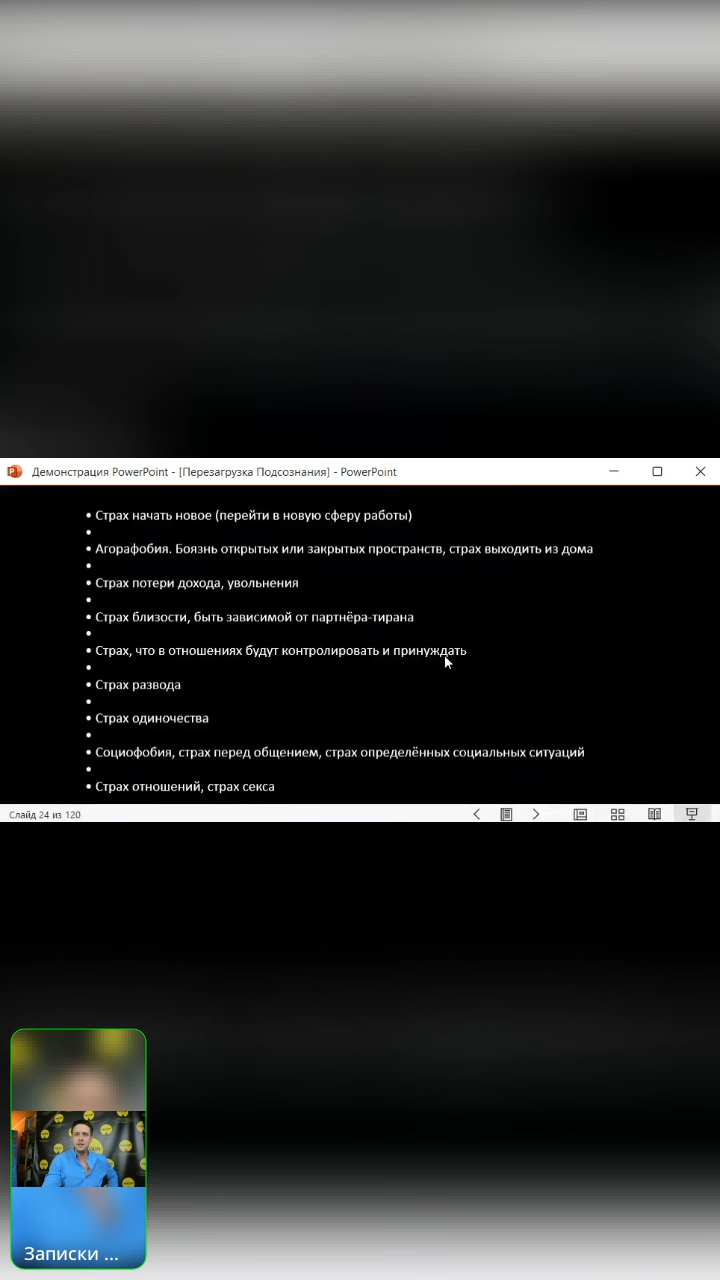 Демонстрация PowerPoint - [Перезагрузка Подсознания] - PowerPoint
• Страх начать новое (перейти в новую сферу работы)
•
• Агорафобия. Боязнь открытых или закрытых пространств, страх выходить из дома
•
• Страх потери дохода, увольнения
•
• Страх близости, быть зависимой от партнёра-тирана
•
• Страх, что в отношениях будут контролировать и принуждать
•
• Страх развода
•
• Страх одиночества
•
• Социофобия, страх перед общением, страх определённых социальных ситуаций
•
• Страх отношений, страх секса
Слайд 24 из 120
Записки ...